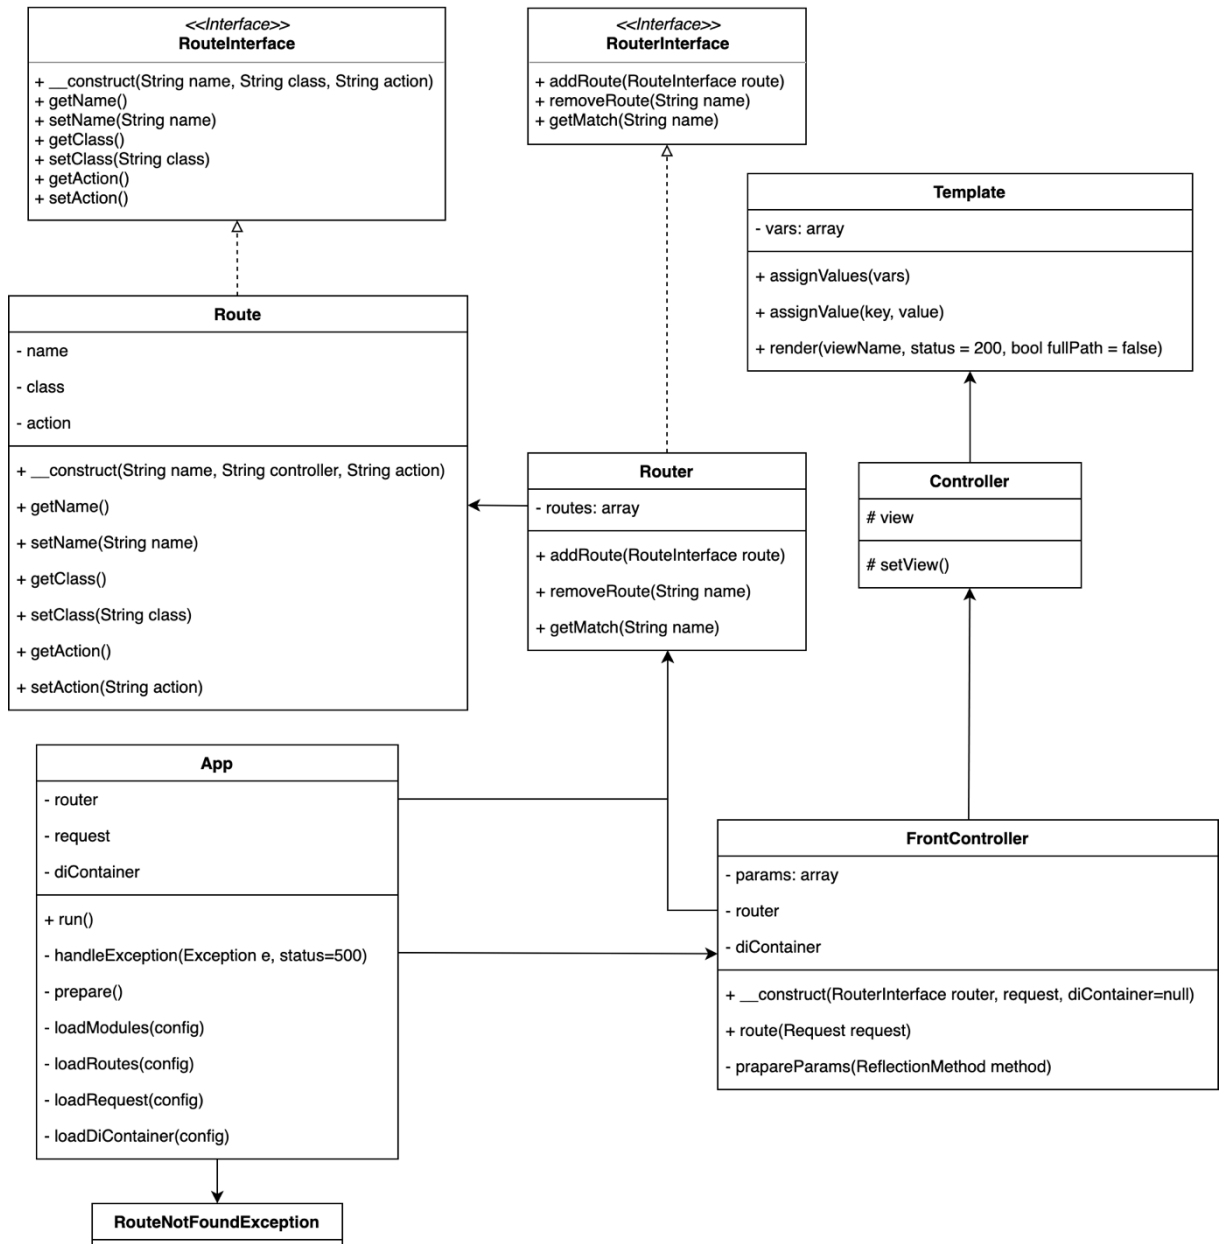 <<Interface>>
RouteInterface
+ __construct(String name, String class, String action)
+ getName()
+ setName(String name)
+ getClass()
+ setClass(String class)
+ getAction()
+ setAction()
<<Interface>>
RouterInterface
+ addRoute(RouteInterface route)
+ removeRoute(String name)
+ getMatch(String name)
Template
- vars: array
+ assignValues(vars)
+ assignValue(key, value)
+ render(viewName, status = 200, bool fullPath = false)
Route
- name
- class
- action
+ __construct(String name, String controller, String action)
+ getName()
+ setName(String name)
+ getClass()
+ setClass(String class)
+ getAction()
+ setAction(String action)
Router
- routes: array
+ addRoute(RouteInterface route)
+ removeRoute(String name)
+ getMatch(String name)
Controller
# view
# setView()
App
- router
- request
- diContainer
+ run()
- handleException(Exception e, status=500)
- prepare()
- loadModules(config)
- loadRoutes(config)
- loadRequest(config)
- loadDiContainer(config)
FrontController
- params: array
- router
- diContainer
+ __construct(RouterInterface router, request, diContainer=null)
+ route(Request request)
- prapareParams(ReflectionMethod method)
RouteNotFoundException